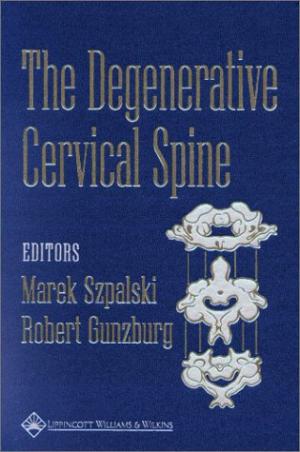 The Degenerative
Cervical Spine
EDITORS
Marek Szpalski
Robert Gunzburg
LIPPINCOTT WILLIAMS & WILKINS